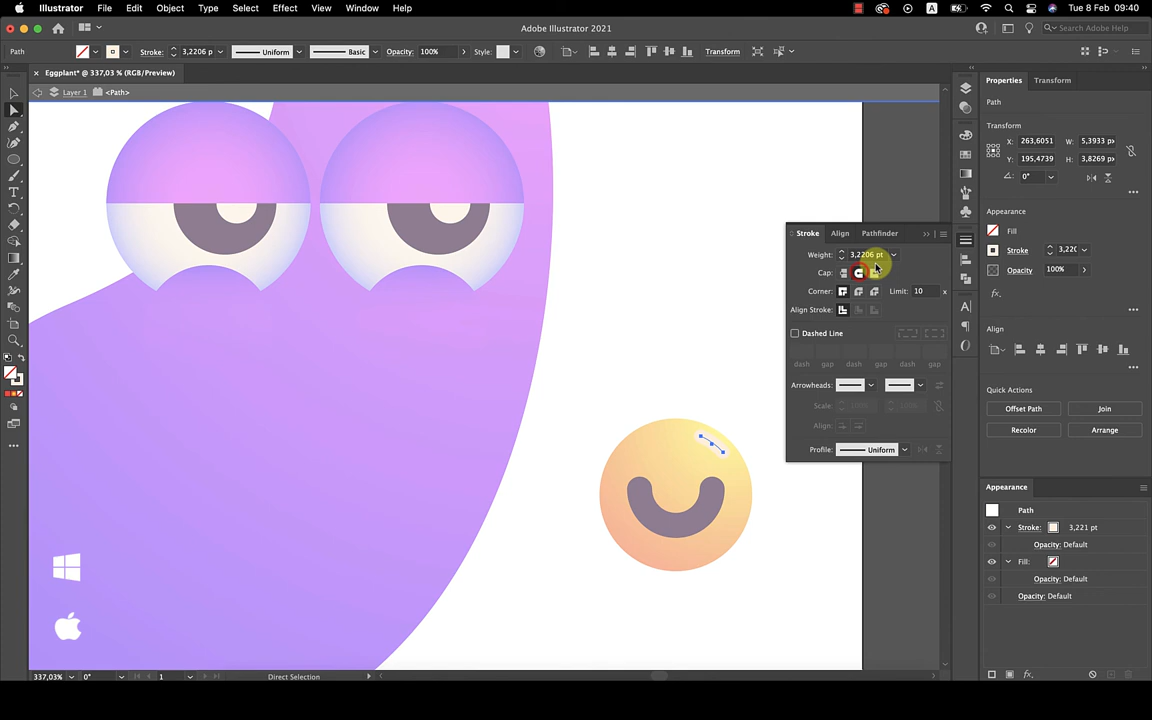 Illustrator File Edit Object Type Select Effect View Window Help A Tue 8 Feb 09:40
Adobe Illustrator 2021 Search Adobe Help
Path Stroke: 3,2206 p Uniform Basic Opacity: 100% Style: Transform
× Eggplant* @ 337,03 % (RGB/Preview)
Layer 1 <Path>
Properties Transform
Path
Transform
X: 263,6051 W: 5,3933 p
Y: 195,4739 H: 3,8269 p
0°
Appearance
Fill
Stroke 3,220
Opacity 100%
fx.
Align
Quick Actions
Offset Path Join
Recolor Arrange
Appearance
Path
Stroke: 3,221 pt
Opacity: Default
Fill:
Opacity: Default
Opacity: Default
Stroke Align Pathfinder
Weight: 3,2206 pt
Cap:
Corner: Limit: 10 x
Align Stroke:
Dashed Line
dash gap dash gap dash gap
Arrowheads:
Scale: 100% 100%
Align:
Profile: Uniform
337,03% 0° 1 Direct Selection